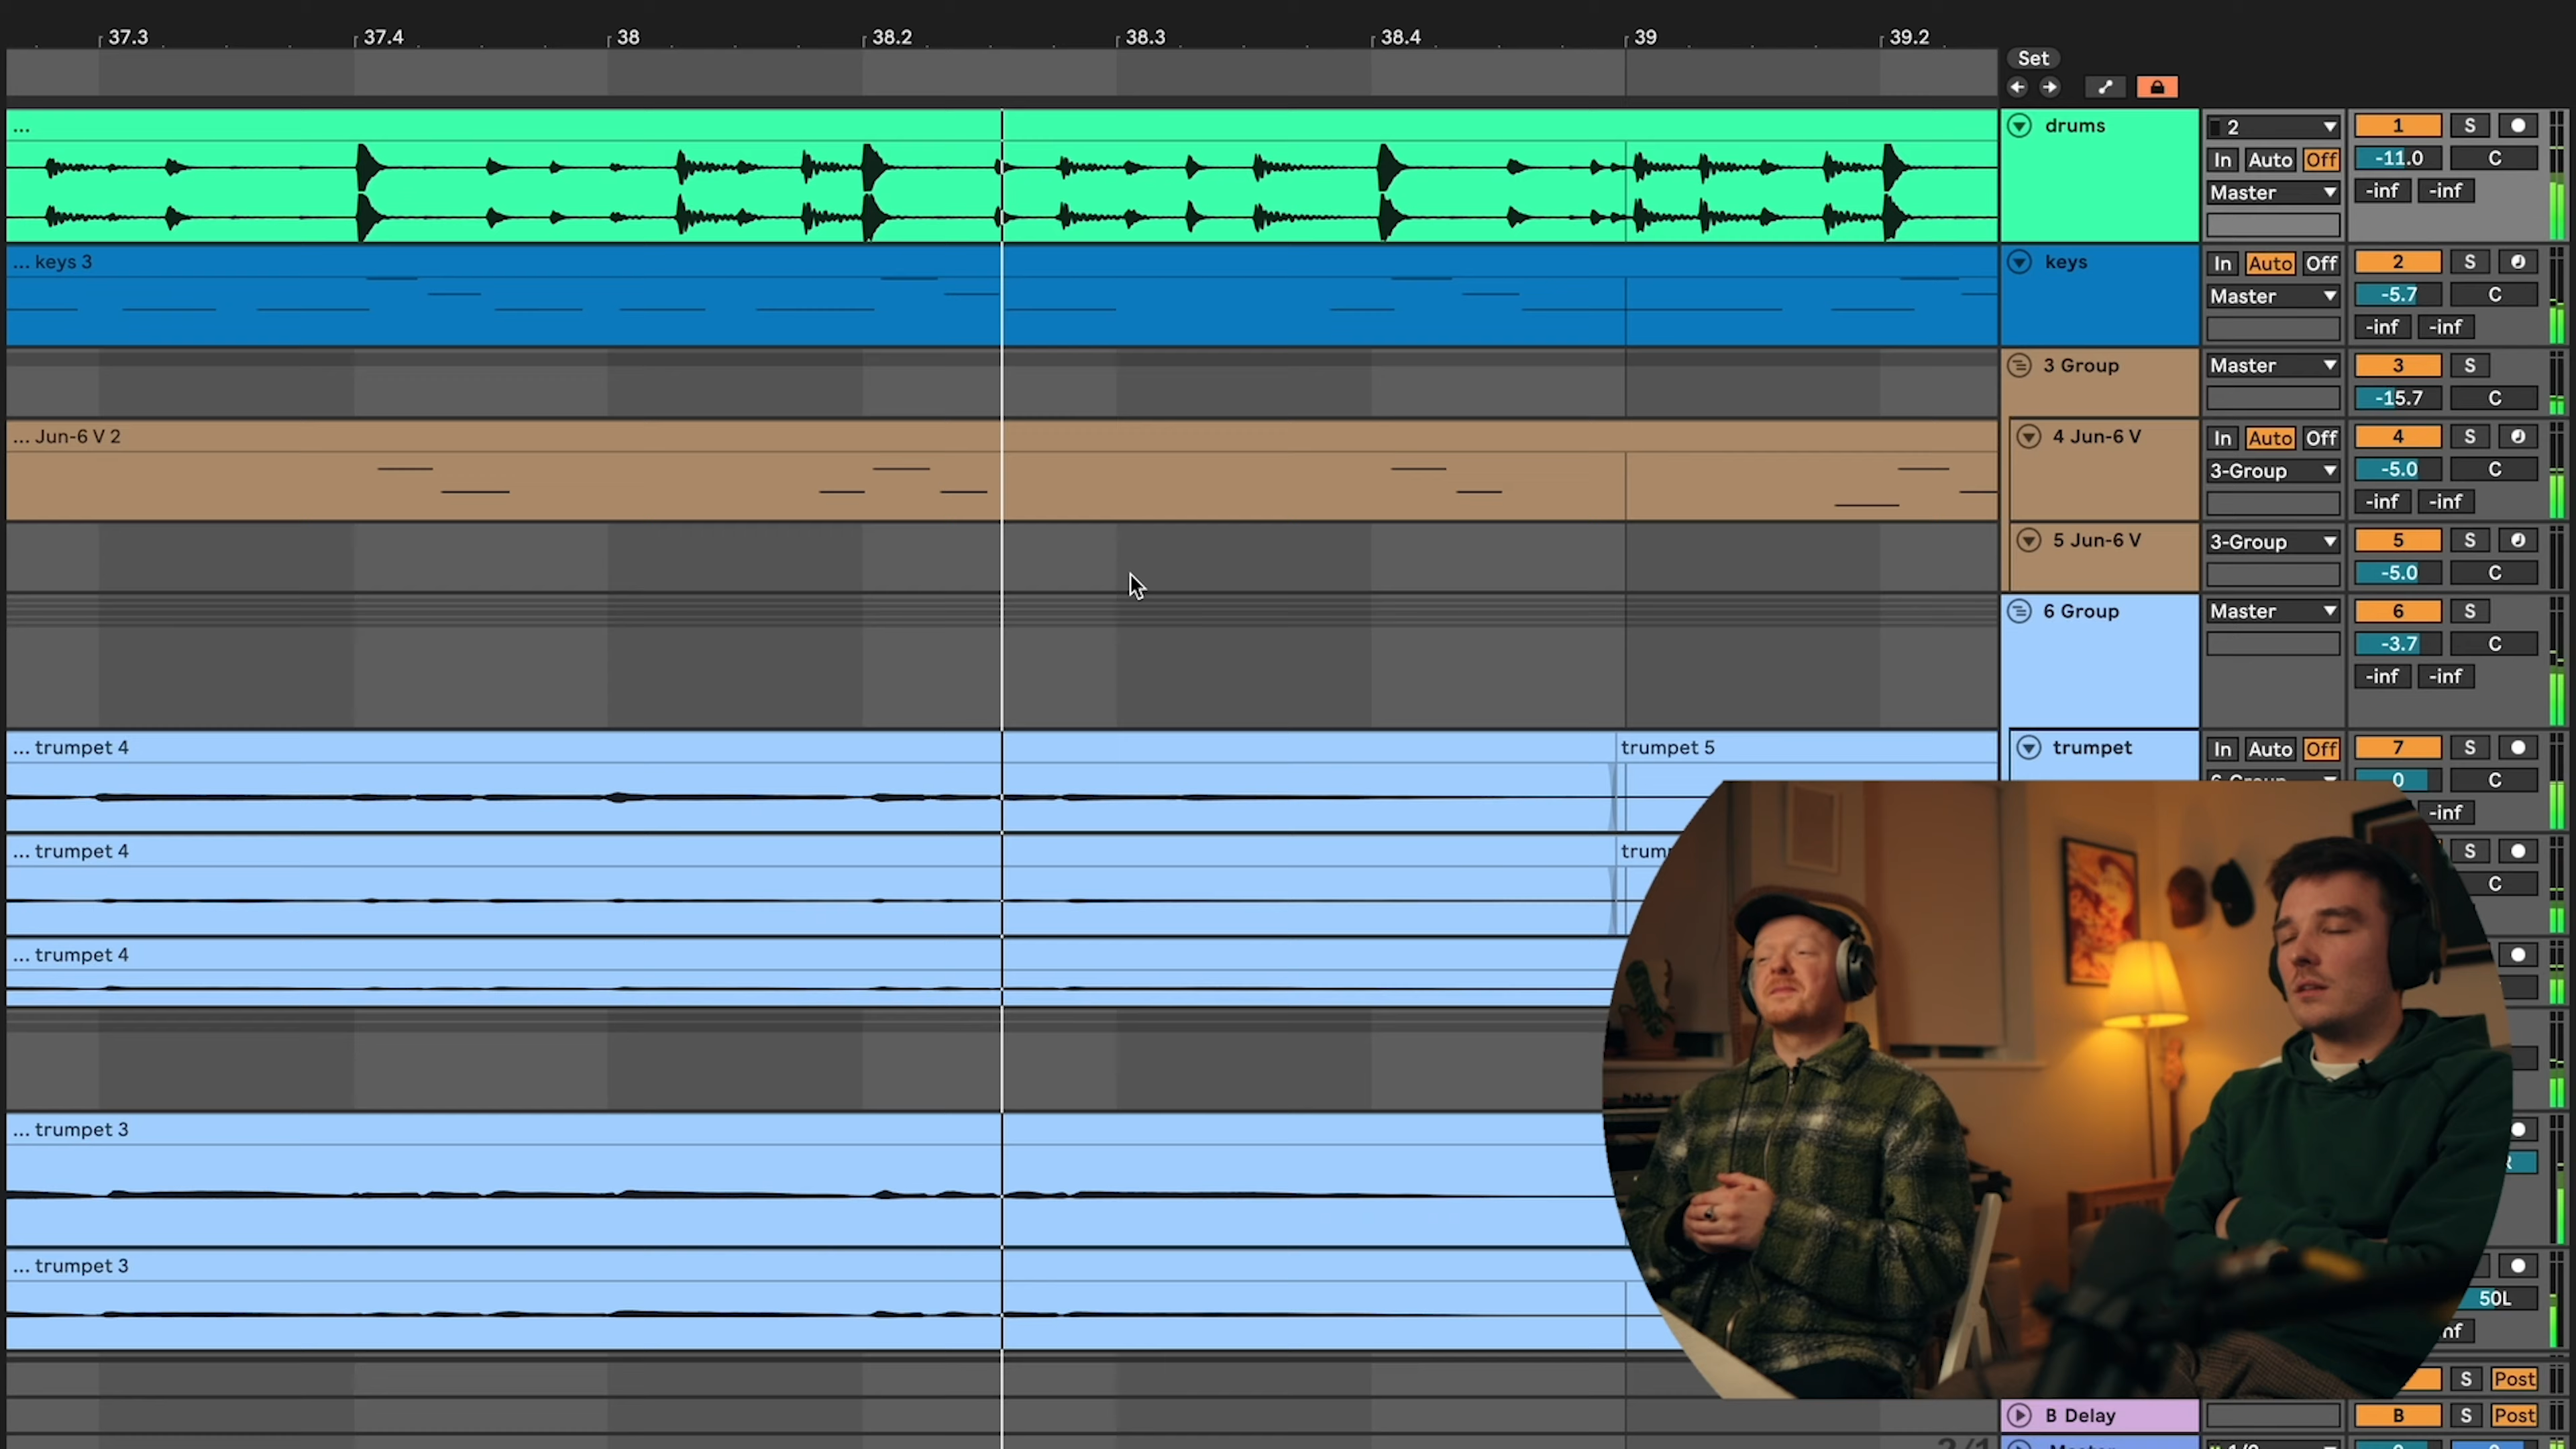 37.3 37.4 38 38.2 38.3 38.4 39 39.2
Set
... drums 2 1 S
In Auto Off -11.0 C
Master -inf -inf
... keys 3 keys In Auto Off 2 S
Master -5.7 C
-inf -inf
3 Group Master 3 S
-15.7 C
... Jun-6 V 2 4 Jun-6 V In Auto Off 4 S
3-Group -5.0 C
-inf -inf
5 Jun-6 V 3-Group 5 S
-5.0 C
6 Group Master 6 S
-3.7 C
-inf -inf
... trumpet 4 trumpet 5 trumpet In Auto Off 7 S
0 C
-inf
... trumpet 4 S
C
... trumpet 4
... trumpet 3
... trumpet 3
50L
S Post
B Delay B S Post